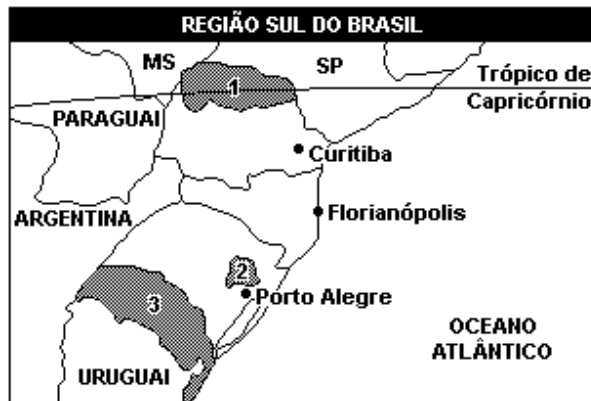 REGIÃO SUL DO BRASIL
MS
SP
Trópico de
Capricórnio
1
PARAGUAI
Curitiba
ARGENTINA
Florianópolis
2
3
Porto Alegre
OCEANO
ATLÂNTICO
URUGUAI